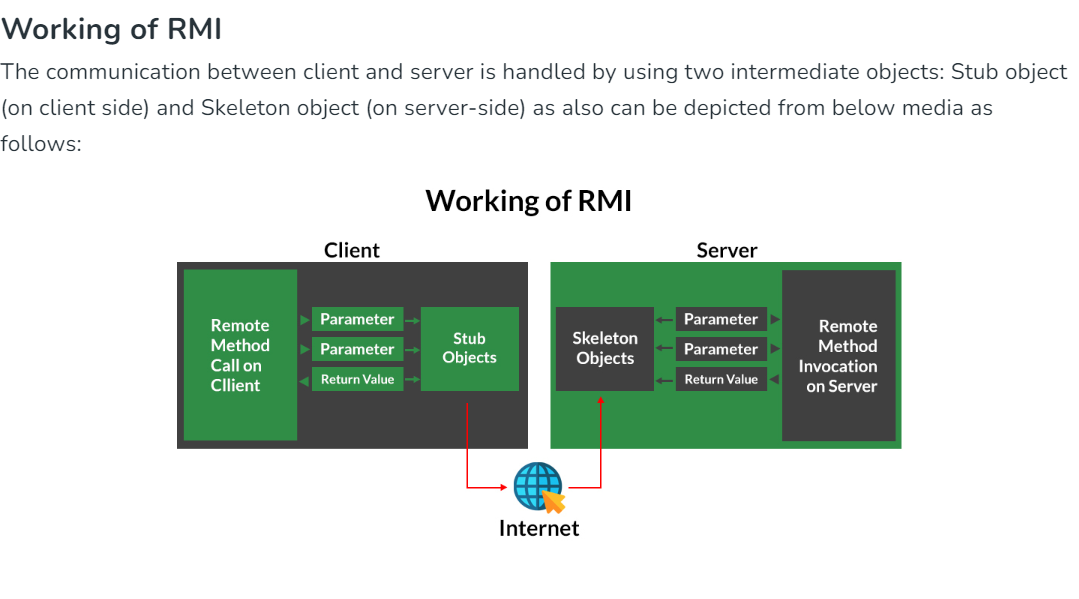 Working of RMI
The communication between client and server is handled by using two intermediate objects: Stub object
(on client side) and Skeleton object (on server-side) as also can be depicted from below media as
follows:
Working of RMI
Client
Remote
Method
Call on
Cllient
Parameter
Parameter
Return Value
Stub
Objects
Server
Skeleton
Objects
Parameter
Parameter
Return Value
Remote
Method
Invocation
on Server
Internet